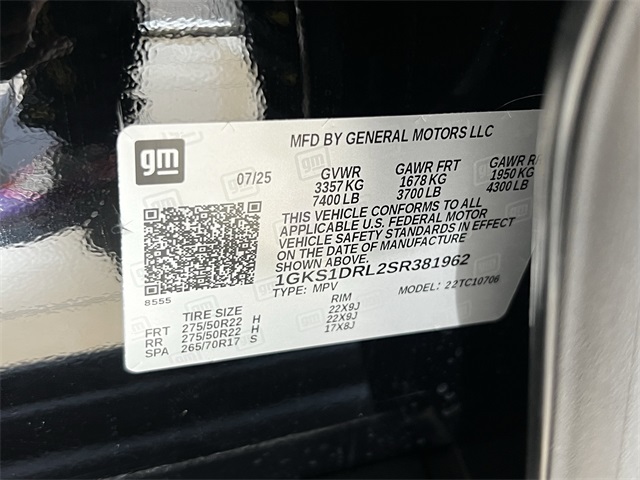 gm
MFD BY GENERAL MOTORS LLC
07/25 GVWR GAWR FRT GAWR
3357 KG 1678 KG 1950 KG
7400 LB 3700 LB 4300 LB
THIS VEHICLE CONFORMS TO ALL
APPLICABLE U.S. FEDERAL MOTOR
VEHICLE SAFETY STANDARDS IN EFFECT
ON THE DATE OF MANUFACTURE
SHOWN ABOVE.
1GKS1DRL2SR381962
8555 TYPE: MPV MODEL: 22TC10706
TIRE SIZE RIM
FRT 275/50R22 H 22X9J
RR 275/50R22 H 22X9J
SPA 265/70R17 S 17X8J